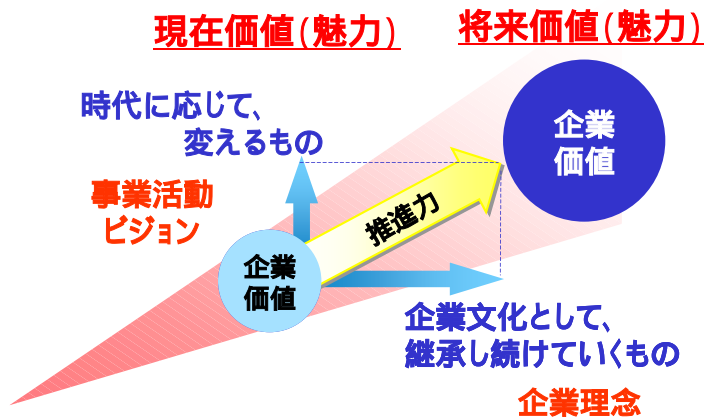 現在価値(魅力)
将来価値(魅力)
時代に応じて、
変えるもの
事業活動
ビジョン
企業
価値
推進力
企業
価値
企業文化として、
継承し続けていくもの
企業理念